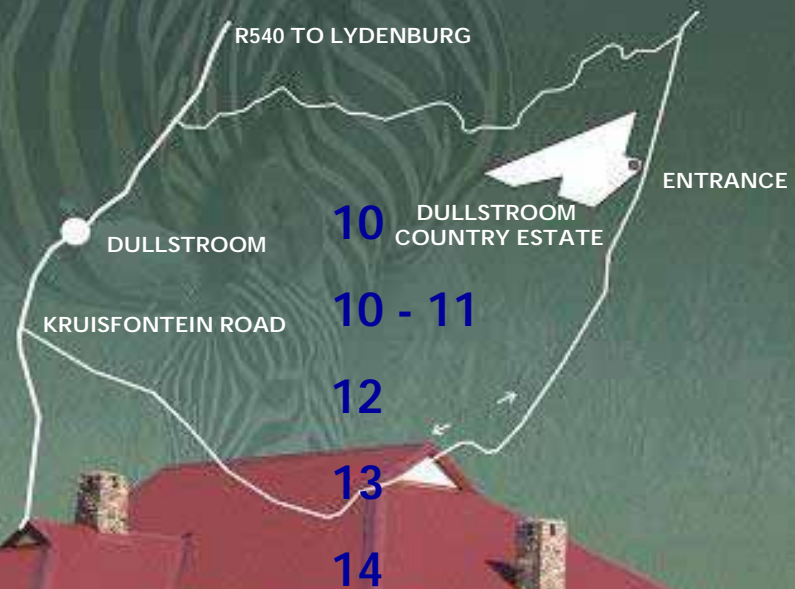 R540 TO LYDENBURG
ENTRANCE
10
DULLSTROOM
COUNTRY ESTATE
DULLSTROOM
10 - 11
KRUISFONTEIN ROAD
12
13
14